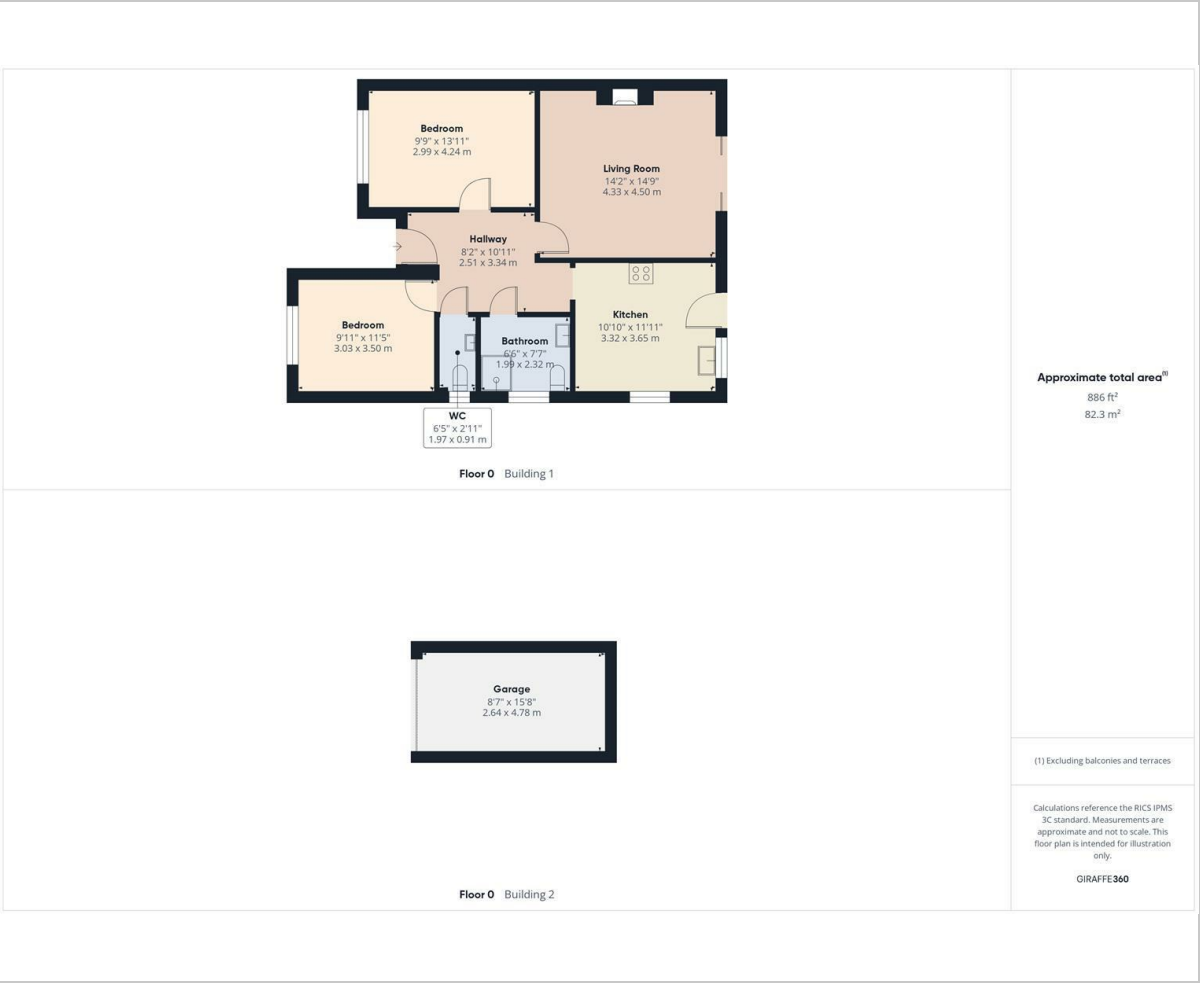 Bedroom
9'9" x 13'11"
2.99 x 4.24 m
Living Room
14'2" x 14'9"
4.33 x 4.50 m
Hallway
8'2" x 10'11"
2.51 x 3.34 m
Bedroom
9'11" x 11'5"
3.03 x 3.50 m
Kitchen
10'10" x 11'11"
3.32 x 3.65 m
Bathroom
6'6" x 7'7"
1.99 x 2.32 m
WC
6'5" x 2'11"
1.97 x 0.91 m
Floor 0 Building 1
Garage
8'7" x 15'8"
2.64 x 4.78 m
Floor 0 Building 2
Approximate total area(1)
886 ft²
82.3 m²
(1) Excluding balconies and terraces
Calculations reference the RICS IPMS
3C standard. Measurements are
approximate and not to scale. This
floor plan is intended for illustration
only.
GIRAFFE360